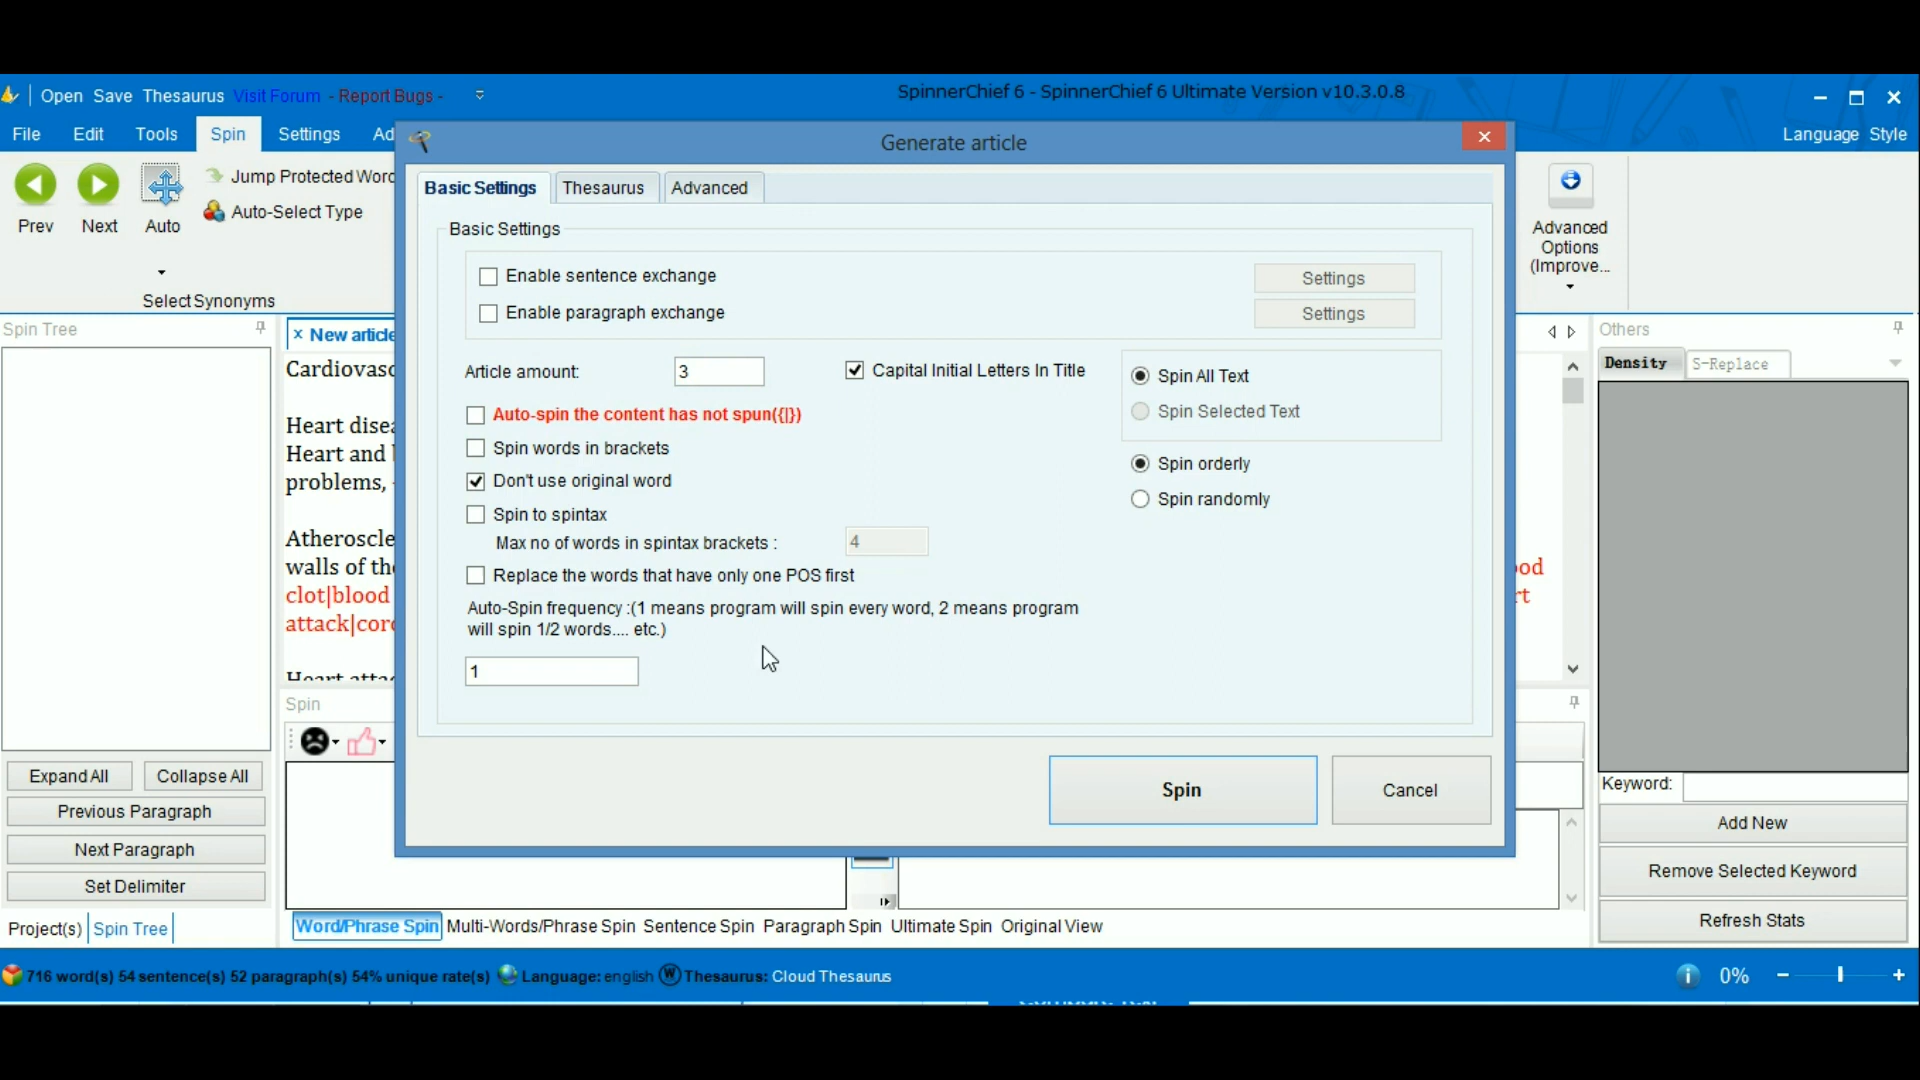 Open Save Thesaurus Visit Forum - Report Bugs -
SpinnerChief 6 - SpinnerChief 6 Ultimate Version v10.3.0.8
File Edit Tools Spin Settings Ad
Language Style
Prev
Next
Auto
Jump Protected Word
Auto-Select Type
Select Synonyms
Advanced
Options
(Improve...
Spin Tree
Expand All
Collapse All
Previous Paragraph
Next Paragraph
Set Delimiter
Project(s) Spin Tree
x New article
Cardiovasc
Heart disea
Heart and
problems,
Atheroscle
walls of the
clot|blood
attack|coro
Heart attac
ood
rt
Generate article
Basic Settings Thesaurus Advanced
Basic Settings
Enable sentence exchange
Settings
Enable paragraph exchange
Settings
Article amount: 3
Capital Initial Letters In Title
Spin All Text
Spin Selected Text
Auto-spin the content has not spun({|})
Spin words in brackets
Spin orderly
Don't use original word
Spin randomly
Spin to spintax
Max no of words in spintax brackets : 4
Replace the words that have only one POS first
Auto-Spin frequency :(1 means program will spin every word, 2 means program
will spin 1/2 words.... etc.)
1
Spin
Cancel
Spin
Word/Phrase Spin Multi-Words/Phrase Spin Sentence Spin Paragraph Spin Ultimate Spin Original View
Others
Density S-Replace
Keyword:
Add New
Remove Selected Keyword
Refresh Stats
716 word(s) 54 sentence(s) 52 paragraph(s) 54% unique rate(s) Language: english W Thesaurus: Cloud Thesaurus
0%